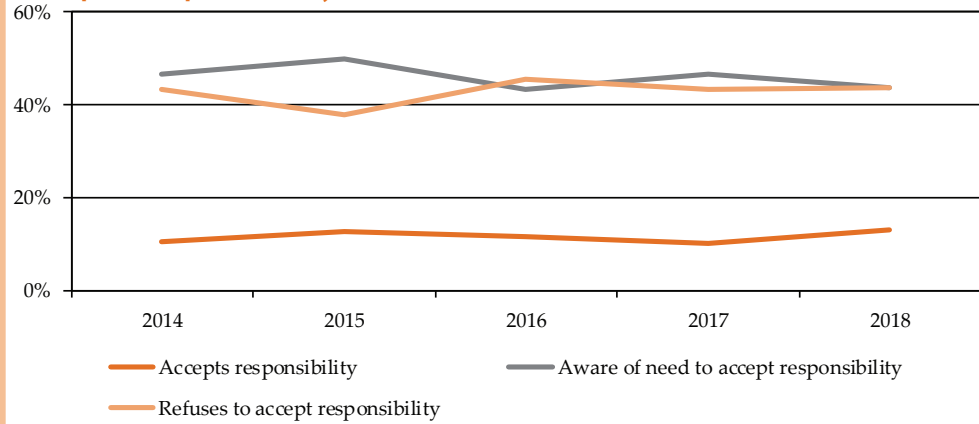 60%
40%
20%
0%
2014 2015 2016 2017 2018
Accepts responsibility Aware of need to accept responsibility
Refuses to accept responsibility